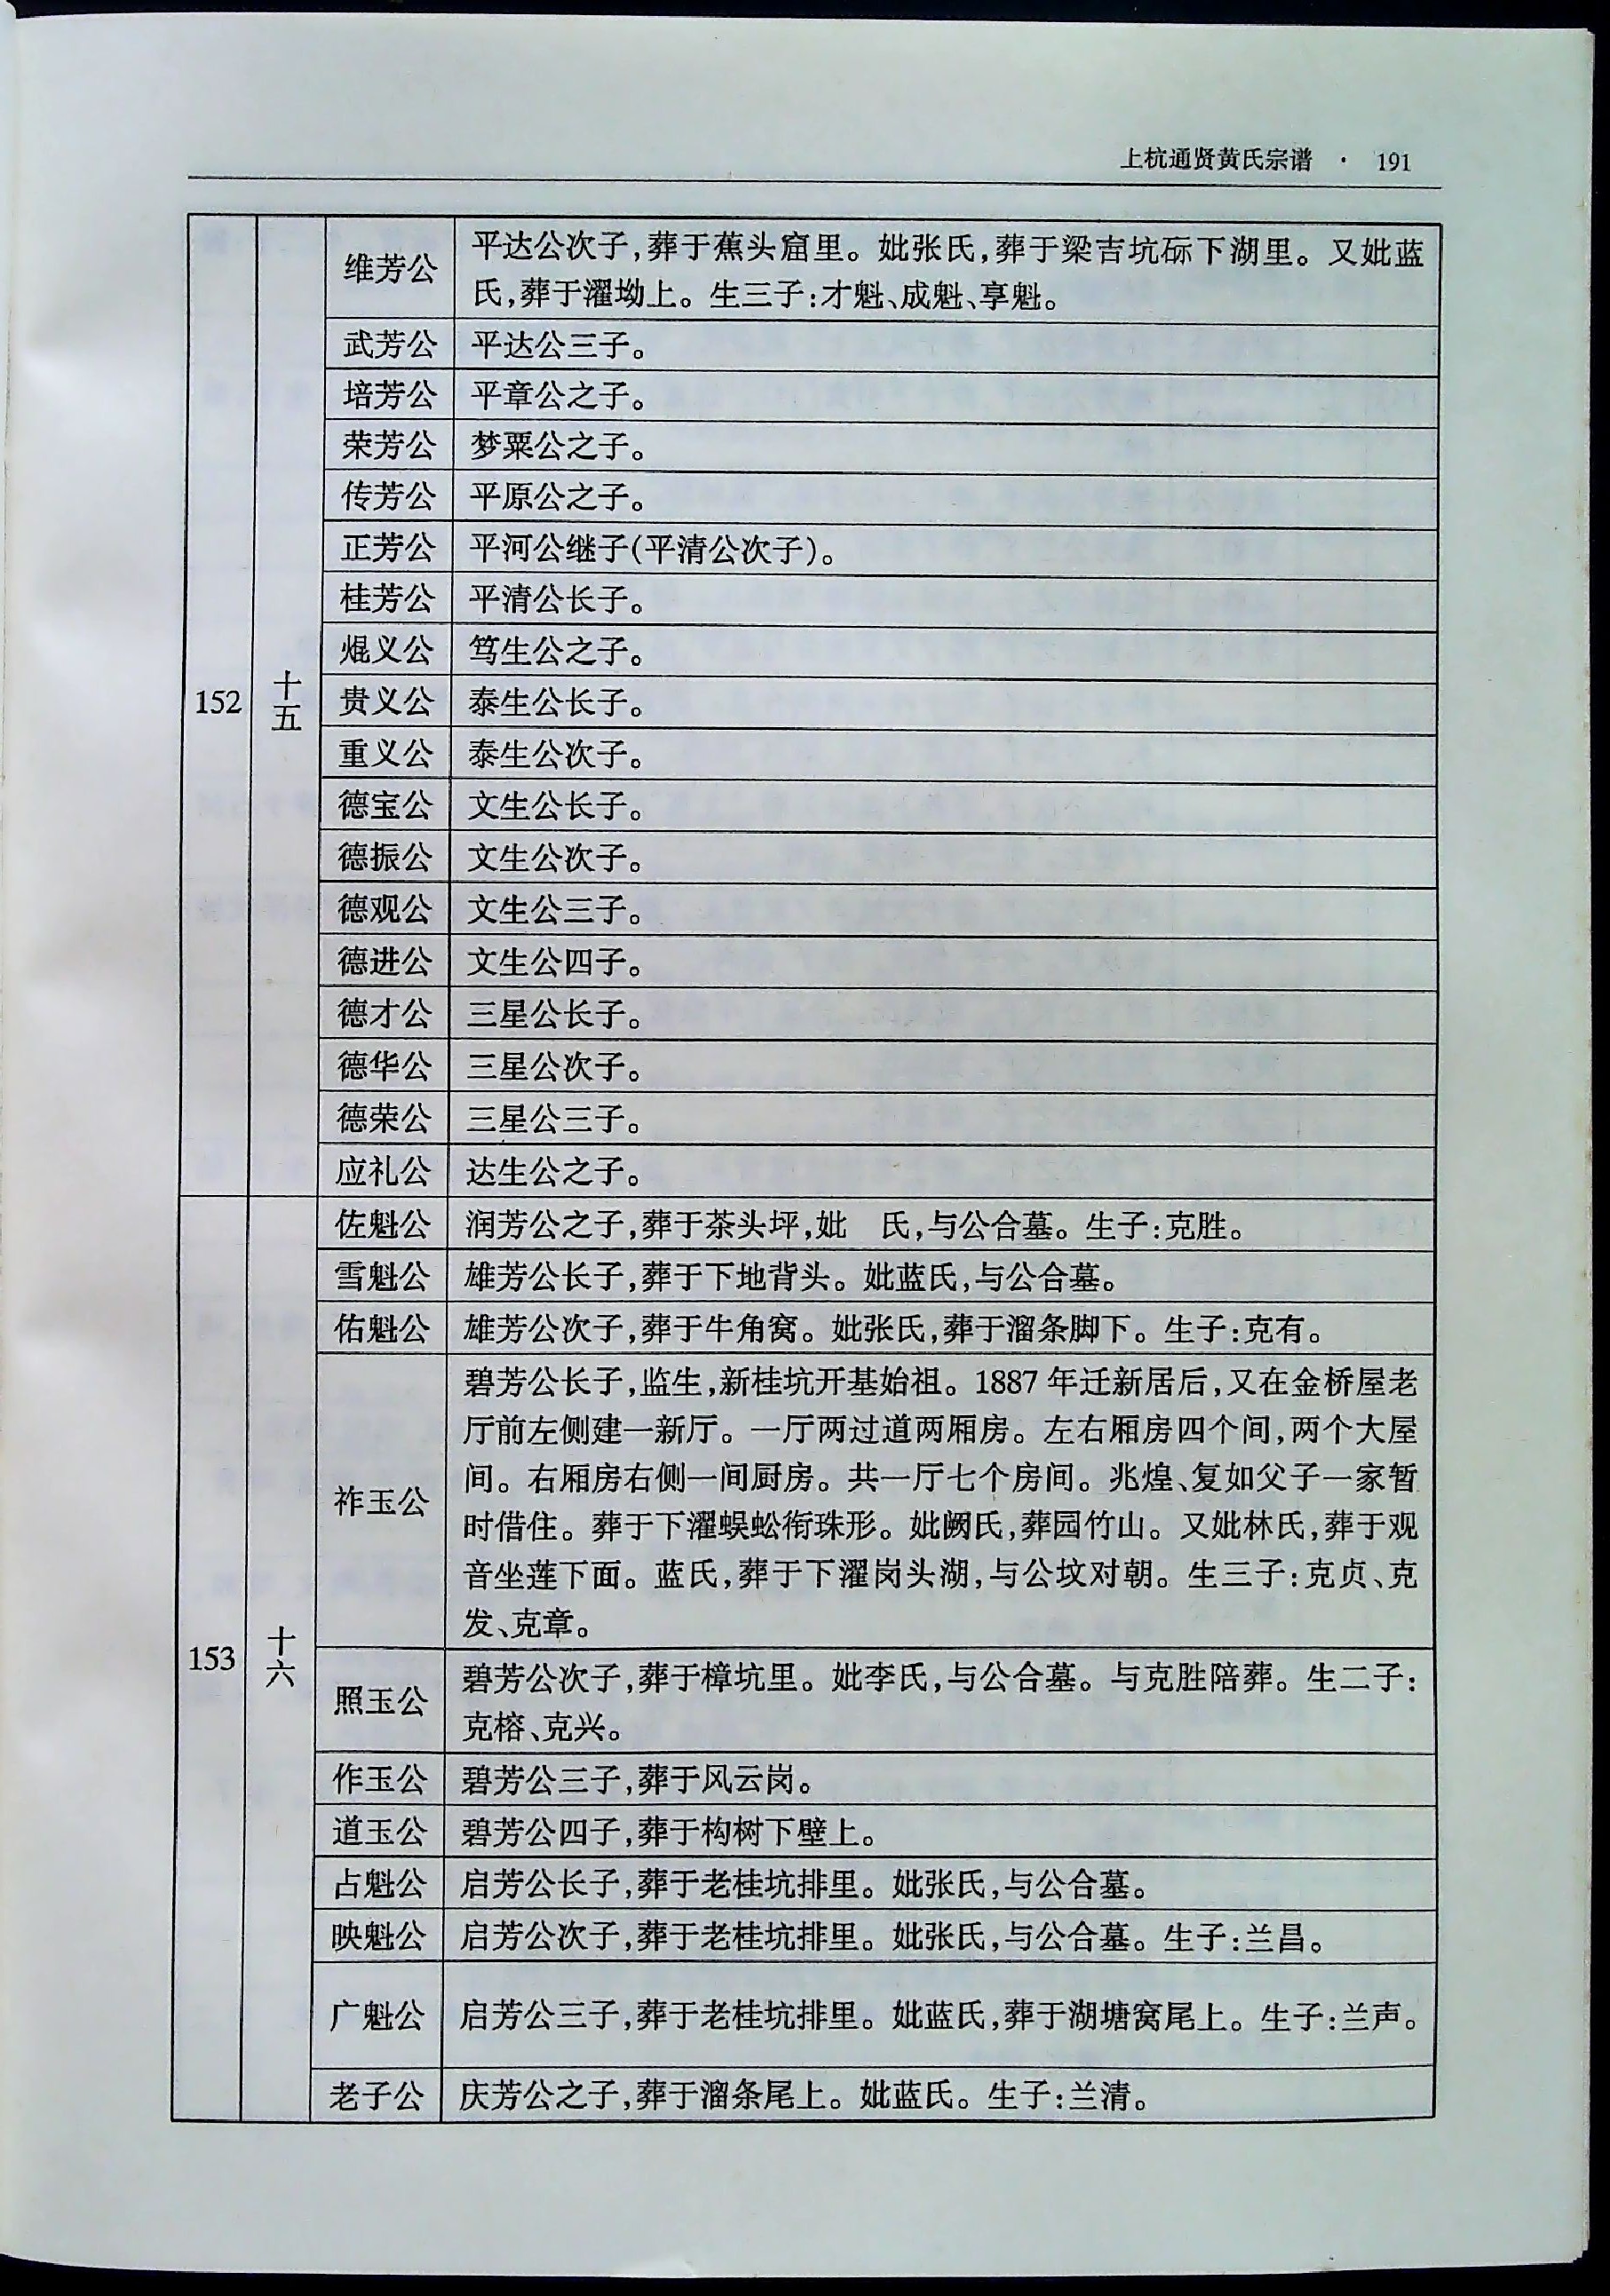 上杭通贤黄氏宗谱 · 191
152
十五
维芳公
平达公次子,葬于蕉头窟里。妣张氏,葬于梁吉坑砾下湖里。又妣蓝
氏,葬于濯坳上。生三子:才魁、成魁、享魁。
武芳公 平达公三子。
培芳公 平章公之子。
荣芳公 梦粟公之子。
传芳公 平原公之子。
正芳公 平河公继子(平清公次子)。
桂芳公 平清公长子。
焜义公 笃生公之子。
贵义公 泰生公长子。
重义公 泰生公次子。
德宝公 文生公长子。
德振公 文生公次子。
德观公 文生公三子。
德进公 文生公四子。
德才公 三星公长子。
德华公 三星公次子。
德荣公 三星公三子。
应礼公 达生公之子。
153
十六
佐魁公 润芳公之子,葬于茶头坪,妣 氏,与公合墓。生子:克胜。
雪魁公 雄芳公长子,葬于下地背头。妣蓝氏,与公合墓。
佑魁公 雄芳公次子,葬于牛角窝。妣张氏,葬于溜条脚下。生子:克有。
祚玉公
碧芳公长子,监生,新桂坑开基始祖。1887年迁新居后,又在金桥屋老
厅前左侧建一新厅。一厅两过道两厢房。左右厢房四个间,两个大屋
间。右厢房右侧一间厨房。共一厅七个房间。兆煌、复如父子一家暂
时借住。葬于下濯蜈蚣衔珠形。妣阙氏,葬园竹山。又妣林氏,葬于观
音坐莲下面。蓝氏,葬于下濯岗头湖,与公坟对朝。生三子:克贞、克
发、克章。
照玉公
碧芳公次子,葬于樟坑里。妣李氏,与公合墓。与克胜陪葬。生二子:
克榕、克兴。
作玉公 碧芳公三子,葬于风云岗。
道玉公 碧芳公四子,葬于构树下壁上。
占魁公 启芳公长子,葬于老桂坑排里。妣张氏,与公合墓。
映魁公 启芳公次子,葬于老桂坑排里。妣张氏,与公合墓。生子:兰昌。
广魁公 启芳公三子,葬于老桂坑排里。妣蓝氏,葬于湖塘窝尾上。生子:兰声。
老子公 庆芳公之子,葬于溜条尾上。妣蓝氏。生子:兰清。